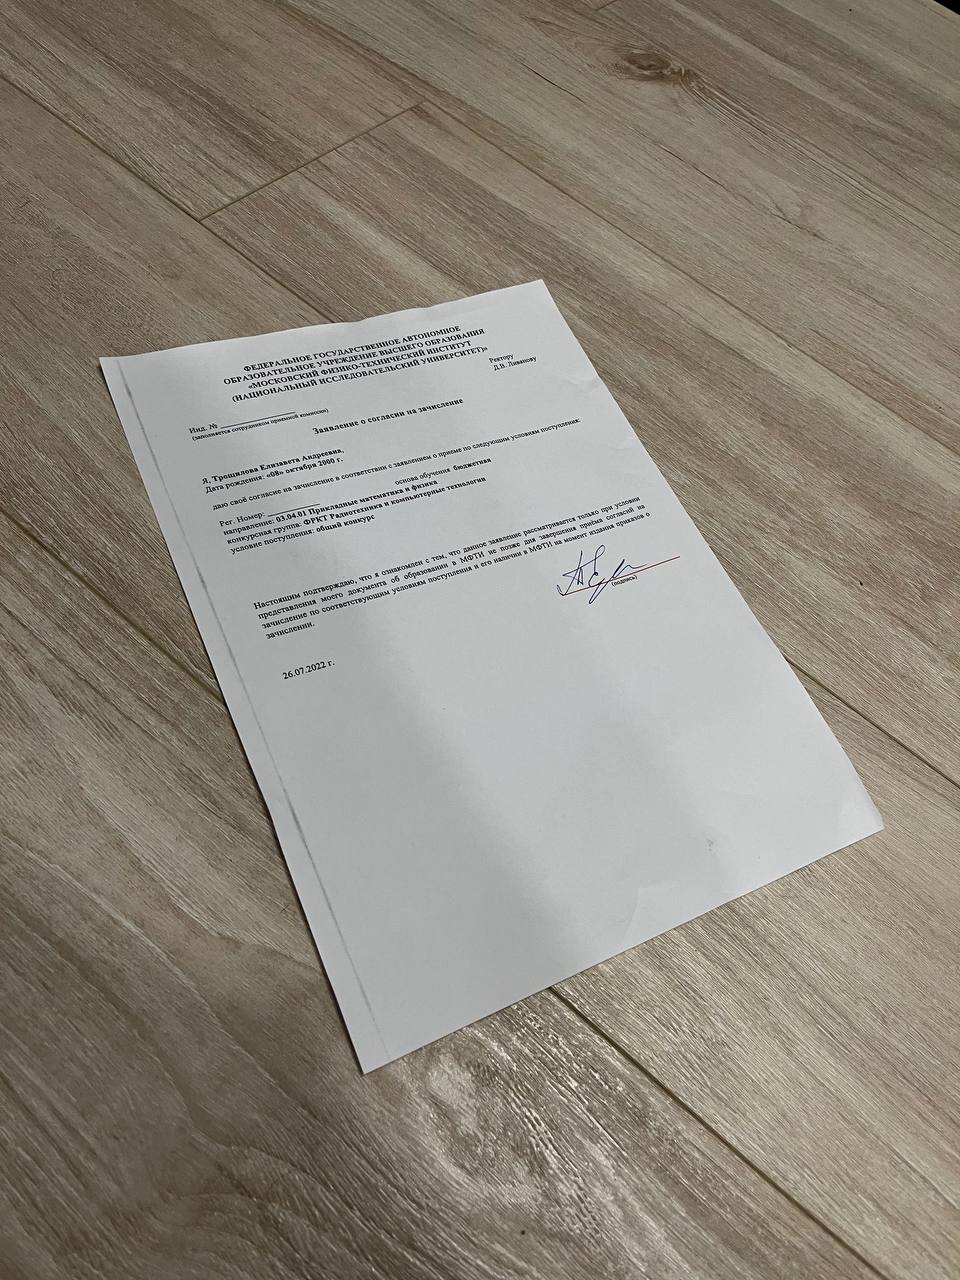 ФЕДЕРАЛЬНОЕ ГОСУДАРСТВЕННОЕ АВТОНОМНОЕ
ОБРАЗОВАТЕЛЬНОЕ УЧРЕЖДЕНИЕ ВЫСШЕГО ОБРАЗОВАНИЯ
«МОСКОВСКИЙ ФИЗИКО-ТЕХНИЧЕСКИЙ ИНСТИТУТ
(НАЦИОНАЛЬНЫЙ ИССЛЕДОВАТЕЛЬСКИЙ УНИВЕРСИТЕТ)»
Ректору
Д.В. Ливанову
Инд. №
(заполняется сотрудником приемной комиссии)
Заявление о согласии на зачисление
Я, Трощилова Елизавета Андреевна,
Дата рождения: «08» октября 2000 г.
даю своё согласие на зачисление в соответствии с заявлением о приеме по следующим условиям поступления:
Рег. Номер: основа обучения бюджетная
направление: 03.04.01 Прикладные математика и физика
конкурсная группа: ФРКТ Радиотехника и компьютерные технологии
условие поступления: общий конкурс
Настоящим подтверждаю, что я ознакомлен с тем, что данное заявление рассматривается только при условии
представления моего документа об образовании в МФТИ не позже дня завершения приёма согласий на
зачисление по соответствующим условиям поступления и его наличии в МФТИ на момент издания приказов о
зачислении.
(подпись)
26.07.2022 г.